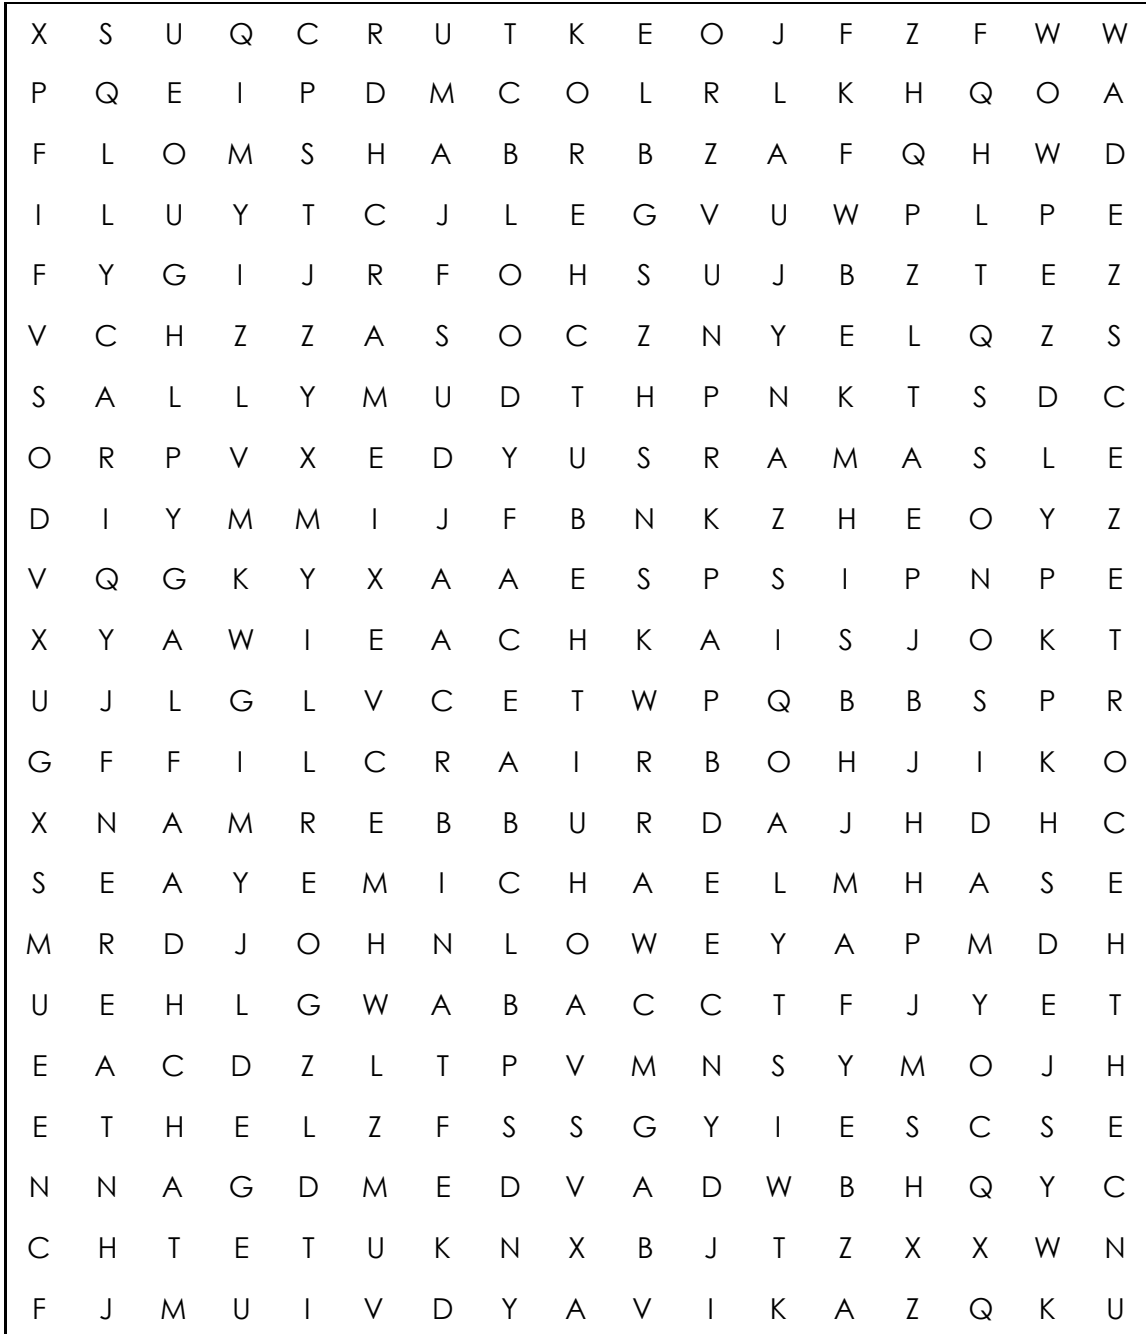 X S U Q C R U T K E O J F Z F W W
P Q E I P D M C O L R L K H Q O A
F L O M S H A B R B Z A F Q H W D
I L U Y T C J L E G V U W P L P E
F Y G I J R F O H S U J B Z T E Z
V C H Z Z A S O C Z N Y E L Q Z S
S A L L Y M U D T H P N K T S D C
O R P V X E D Y U S R A M A S L E
D I Y M M I J F B N K Z H E O Y Z
V Q G K Y X A A E S P S I P N P E
X Y A W I E A C H K A I S J O K T
U J L G L V C E T W P Q B B S P R
G F F I L C R A I R B O H J I K O
X N A M R E B B U R D A J H D H C
S E A Y E M I C H A E L M H A S E
M R D J O H N L O W E Y A P M D H
U E H L G W A B A C C T F J Y E T
E A C D Z L T P V M N S Y M O J H
E T H E L Z F S S G Y I E S C S E
N N A G D M E D V A D W B H Q Y C
C H T E T U K N X B J T Z X X W N
F J M U I V D Y A V I K A Z Q K U